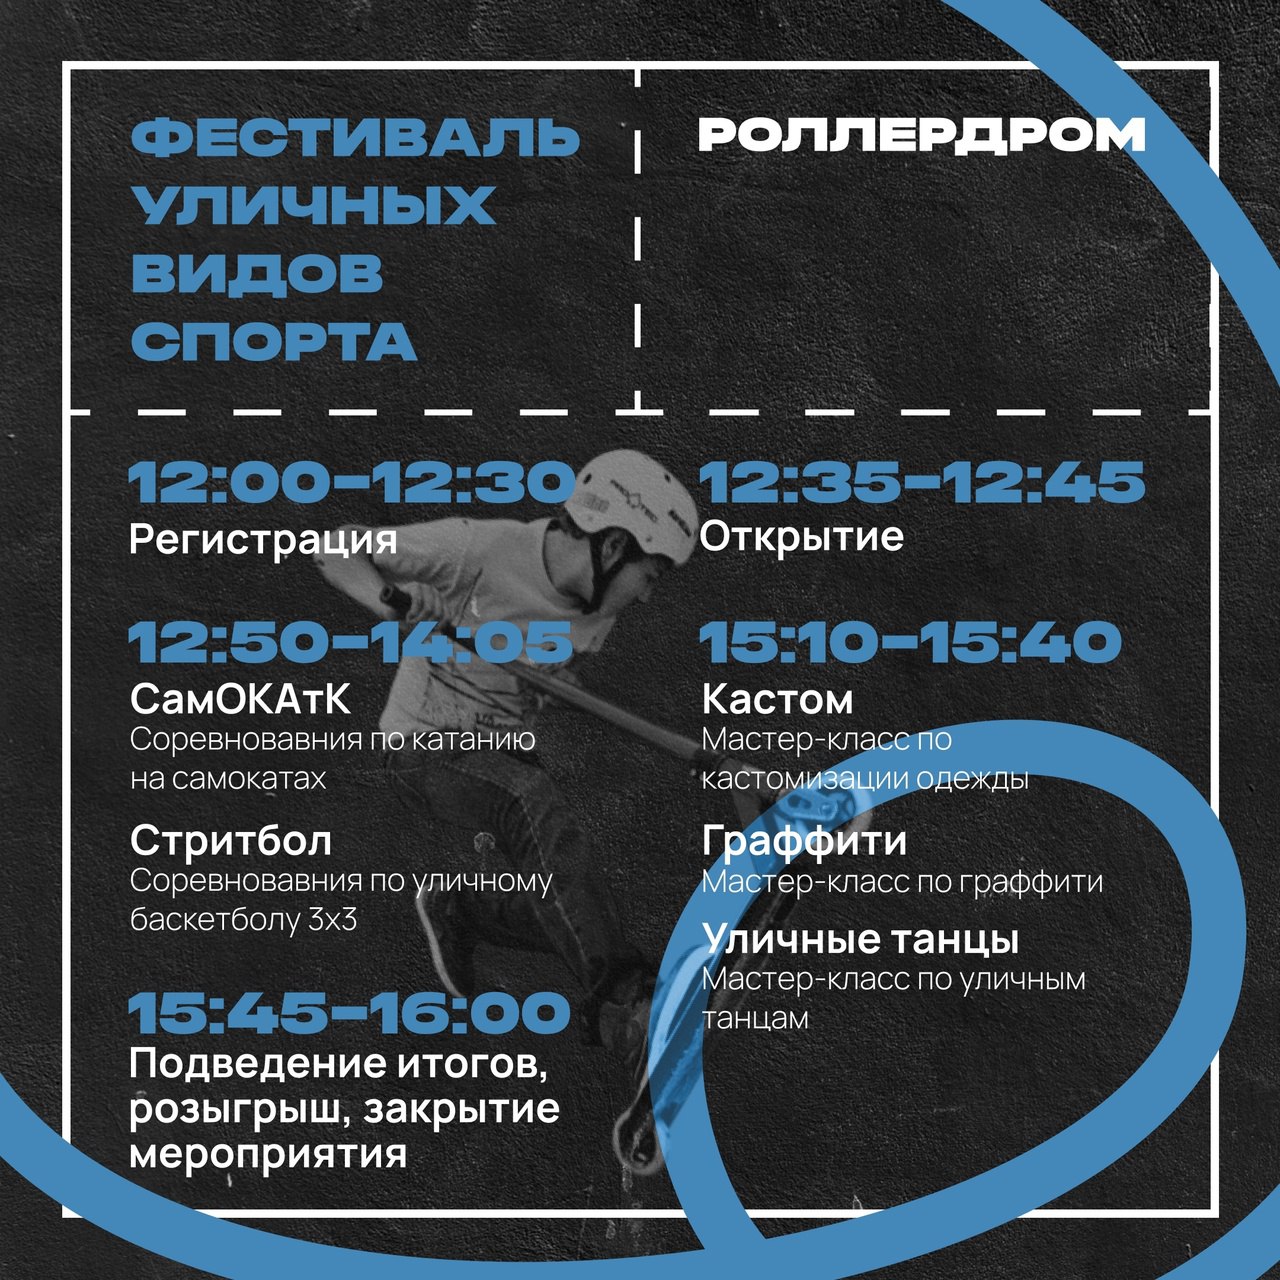 ФЕСТИВАЛЬ
УЛИЧНЫХ
ВИДОВ
СПОРТА
РОЛЛЕРДРОМ
12:00–12:30
Регистрация
12:35–12:45
Открытие
12:50–14:05
СамОКАтК
Соревновавния по катанию
на самокатах
Стритбол
Соревновавния по уличному
баскетболу 3х3
15:10–15:40
Кастом
Мастер-класс по
кастомизации одежды
Граффити
Мастер-класс по граффити
Уличные танцы
Мастер-класс по уличным
танцам
15:45–16:00
Подведение итогов,
розыгрыш, закрытие
мероприятия